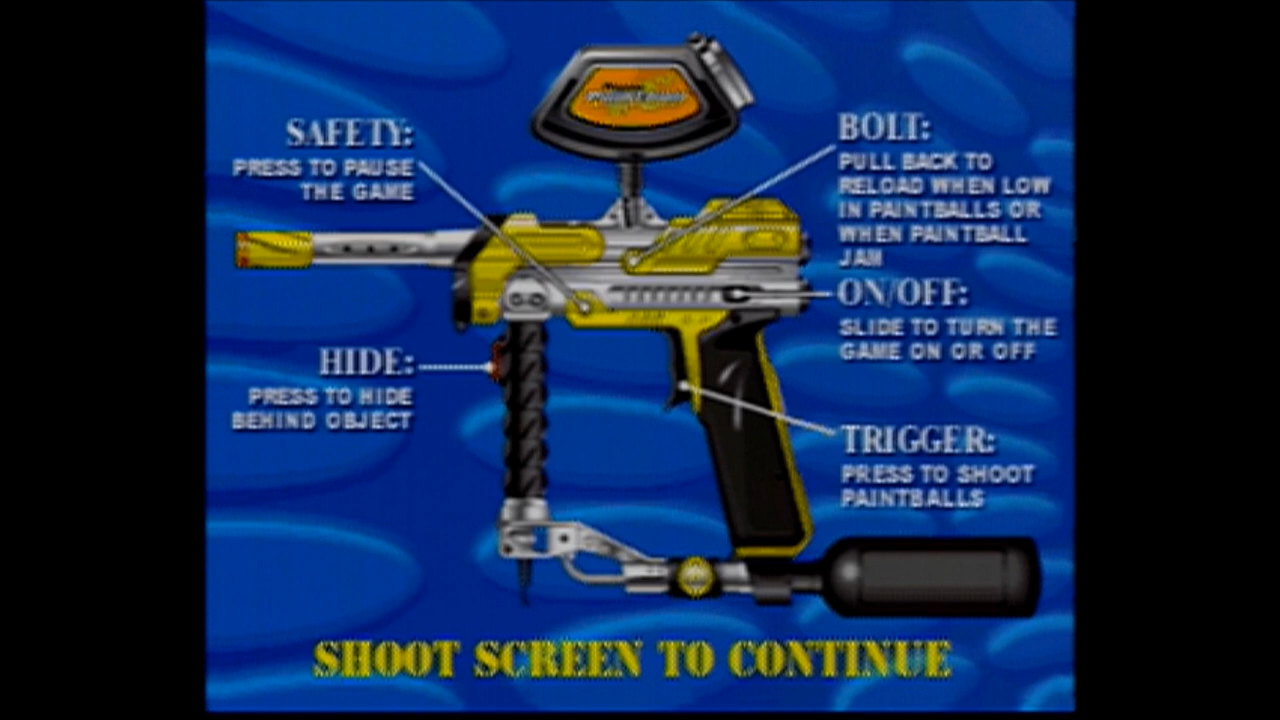 SAFETY:
PRESS TO PAUSE
THE GAME
BOLT:
PULL BACK TO
RELOAD WHEN LOW
IN PAINTBALLS OR
WHEN PAINTBALL
JAM
ON/OFF:
SLIDE TO TURN THE
GAME ON OR OFF
HIDE:
PRESS TO HIDE
BEHIND OBJECT
TRIGGER:
PRESS TO SHOOT
PAINTBALLS
SHOOT SCREEN TO CONTINUE